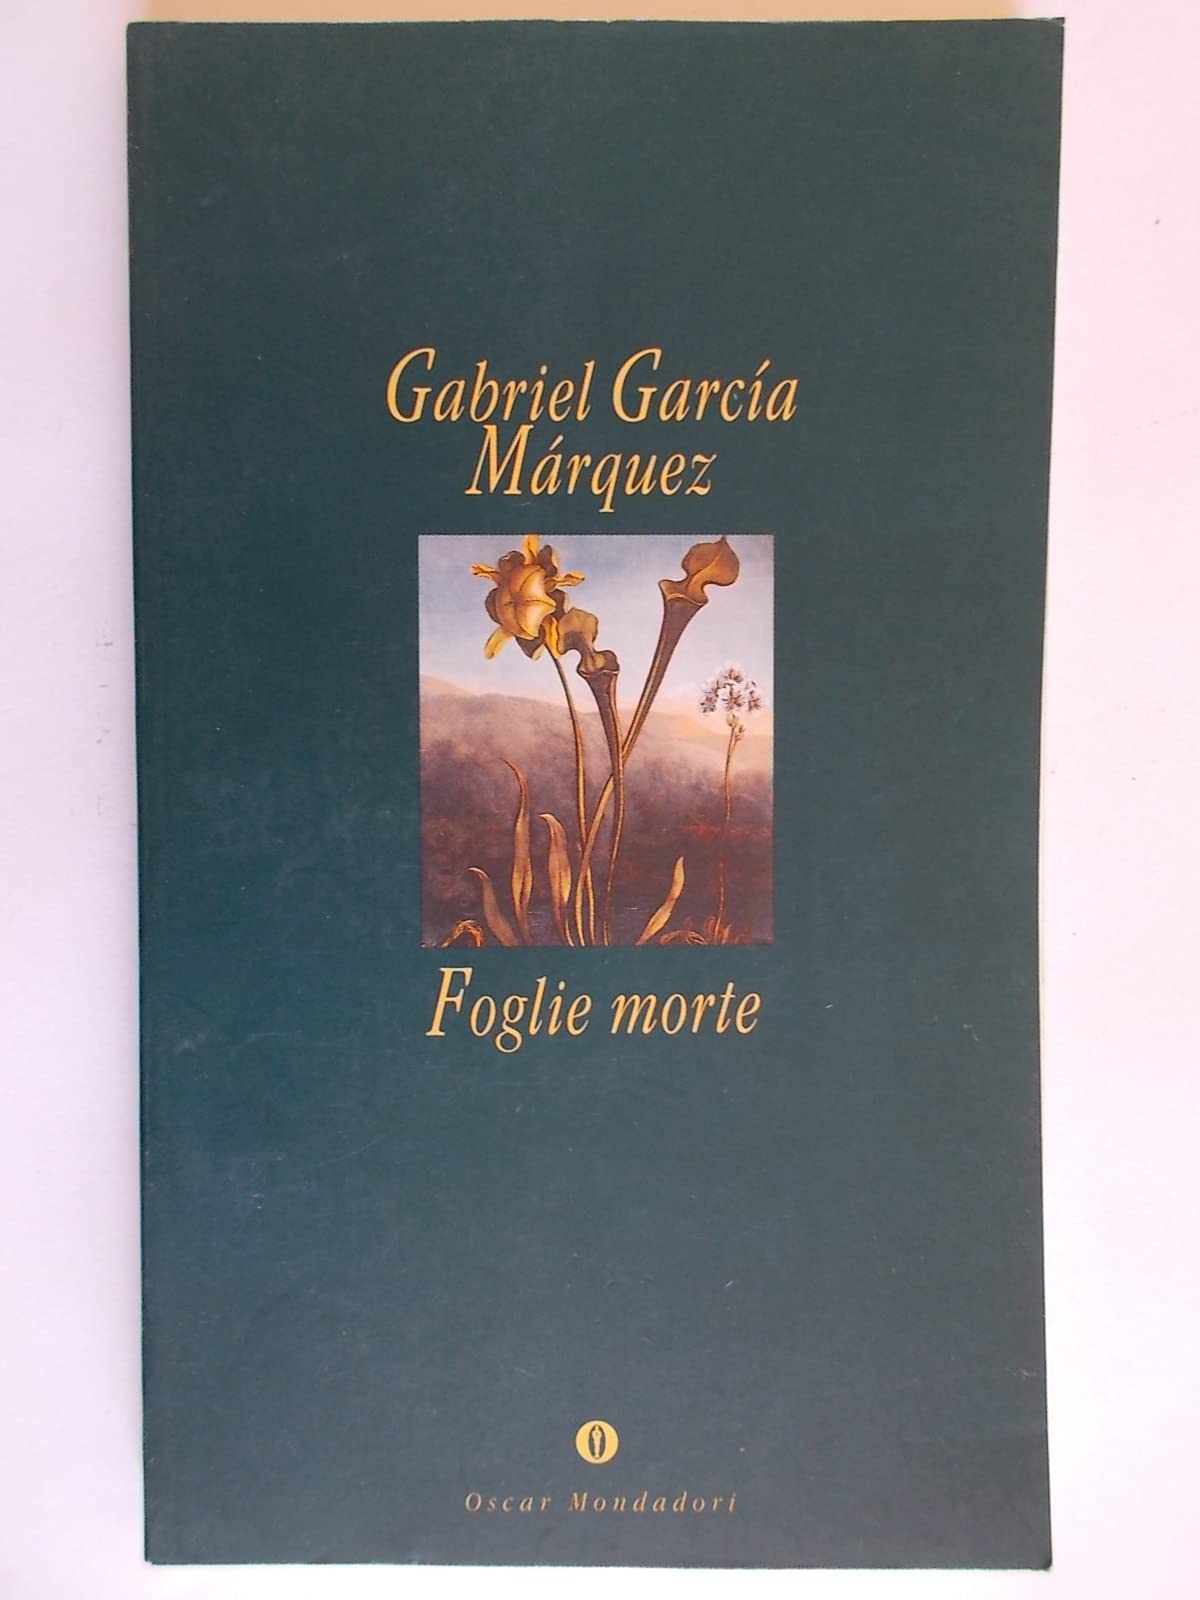 Gabriel García
Márquez
Foglie morte
Oscar Mondadori